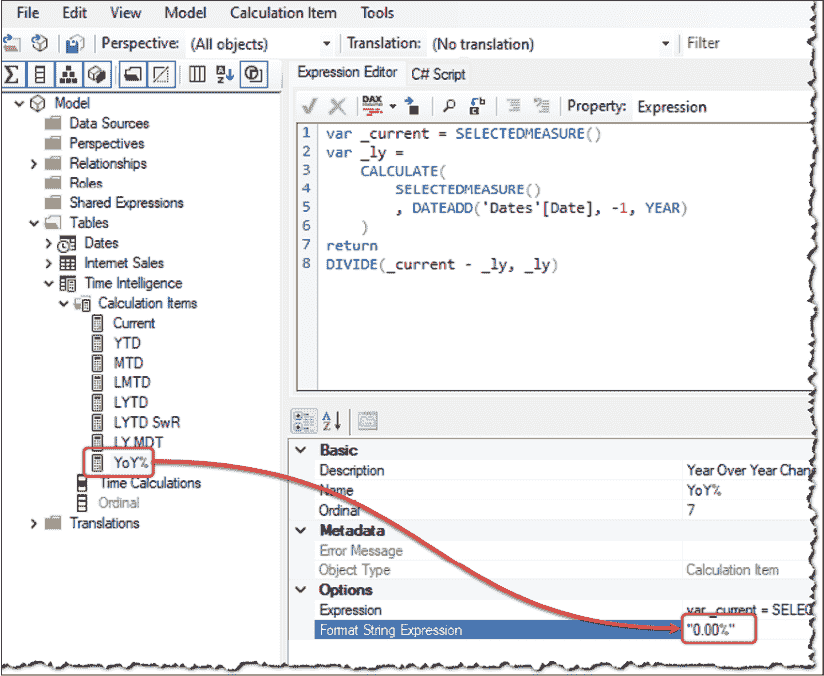 File Edit View Model Calculation Item Tools
Perspective: (All objects) Translation: (No translation) Filter
Expression Editor C# Script
DAX Property: Expression
Model
Data Sources
Perspectives
Relationships
Roles
Shared Expressions
Tables
Dates
Internet Sales
Time Intelligence
Calculation Items
Current
YTD
MTD
LMTD
LYTD
LYTD SwR
LY MDT
YoY%
Time Calculations
Ordinal
Translations
1 var _current = SELECTEDMEASURE()
2 var _ly =
3 CALCULATE(
4 SELECTEDMEASURE()
5 , DATEADD('Dates'[Date], -1, YEAR)
6 )
7 return
8 DIVIDE(_current - _ly, _ly)
Basic
Description Year Over Year Chan
Name YoY%
Ordinal 7
Metadata
Error Message
Object Type Calculation Item
Options
Expression var _current = SELEC
Format String Expression "0.00%"